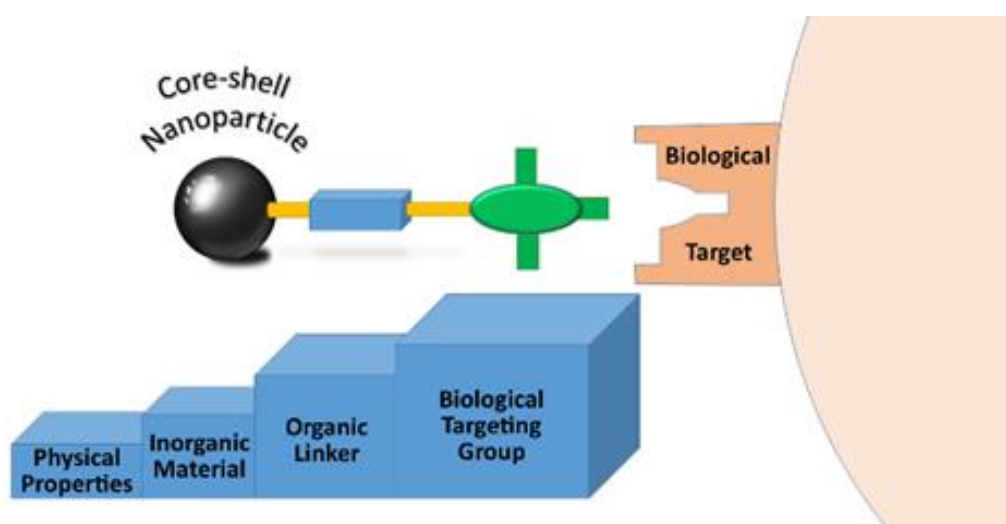 Core-shell
Nanoparticle
Biological
Target
Physical
Properties
Inorganic
Material
Organic
Linker
Biological
Targeting
Group